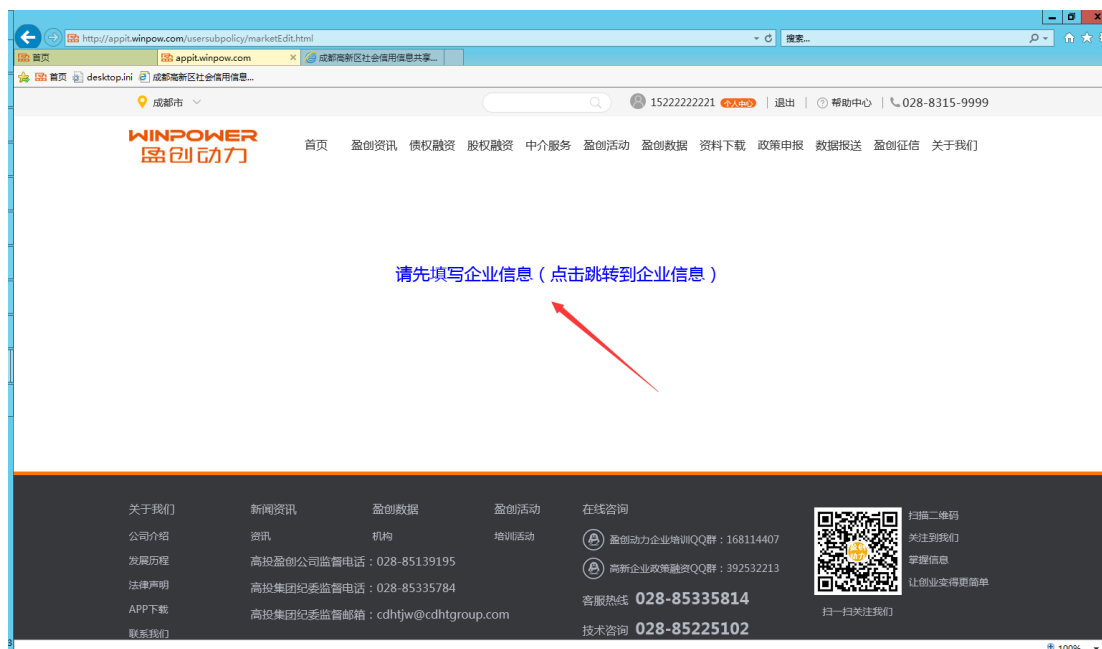 http://appit.winpow.com/usersubpolicy/marketEdit.html
搜索...
首页
appit.winpow.com
成都高新区社会信用信息共享...
首页
desktop.ini
成都高新区社会信用信息...
成都市
15222222221 个人中心 | 退出 | 帮助中心 | 028-8315-9999
WINPOWER
盈创动力
首页 盈创资讯 债权融资 股权融资 中介服务 盈创活动 盈创数据 资料下载 政策申报 数据报送 盈创征信 关于我们
请先填写企业信息（点击跳转到企业信息）
关于我们
公司介绍
发展历程
法律声明
APP下载
联系我们
新闻资讯
资讯
盈创数据
机构
盈创活动
培训活动
高投盈创公司监督电话：028-85139195
高投集团纪委监督电话：028-85335784
高投集团纪委监督邮箱：cdhtjw@cdhtgroup.com
在线咨询
盈创动力企业培训QQ群：168114407
高新企业政策融资QQ群：392532213
客服热线 028-85335814
技术咨询 028-85225102
盈创
动力
扫描二维码
关注到我们
掌握信息
让创业变得更简单
扫一扫关注我们
100%